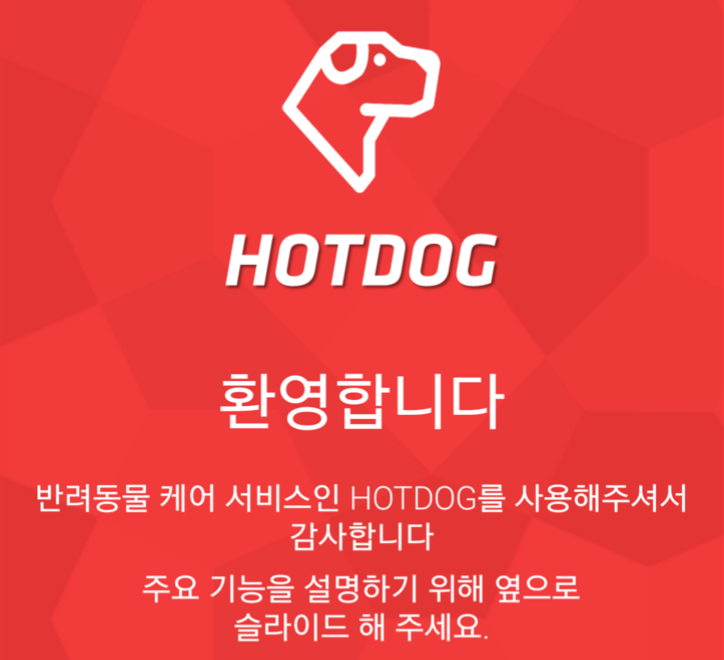 HOTDOG
환영합니다
반려동물 케어 서비스인 HOTDOG를 사용해주셔서
감사합니다
주요 기능을 설명하기 위해 옆으로
슬라이드 해 주세요.